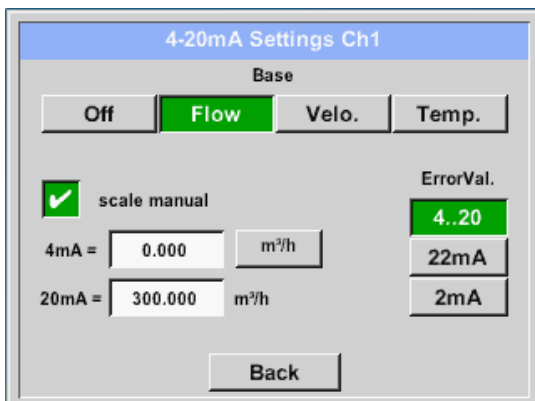 4-20mA Settings Ch1
Base
Off Flow Velo. Temp.
ErrorVal.
scale manual
4..20
4mA = 0.000 m³/h
22mA
20mA = 300.000 m³/h
2mA
Back